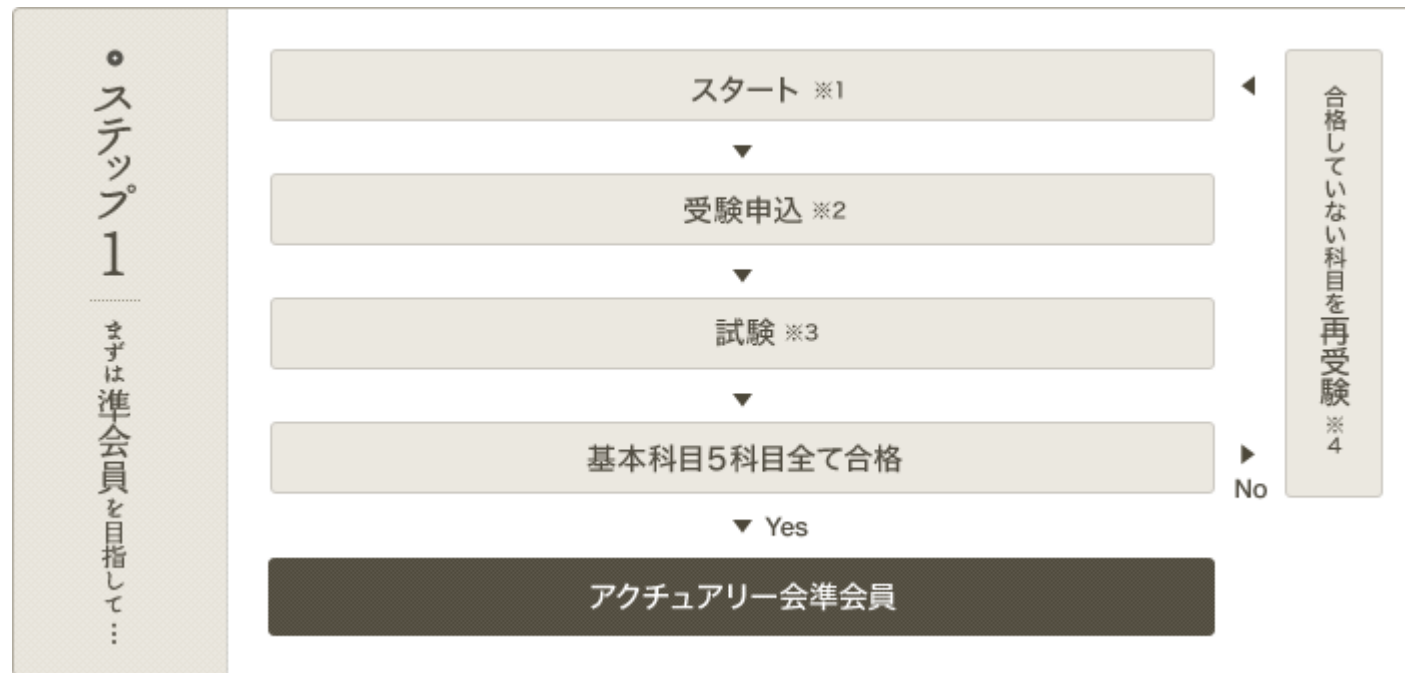 ステップ1
まずは準会員を目指して…
スタート ※1
受験申込 ※2
試験 ※3
基本科目5科目全て合格
No
合格していない科目を再受験※4
Yes
アクチュアリー会準会員